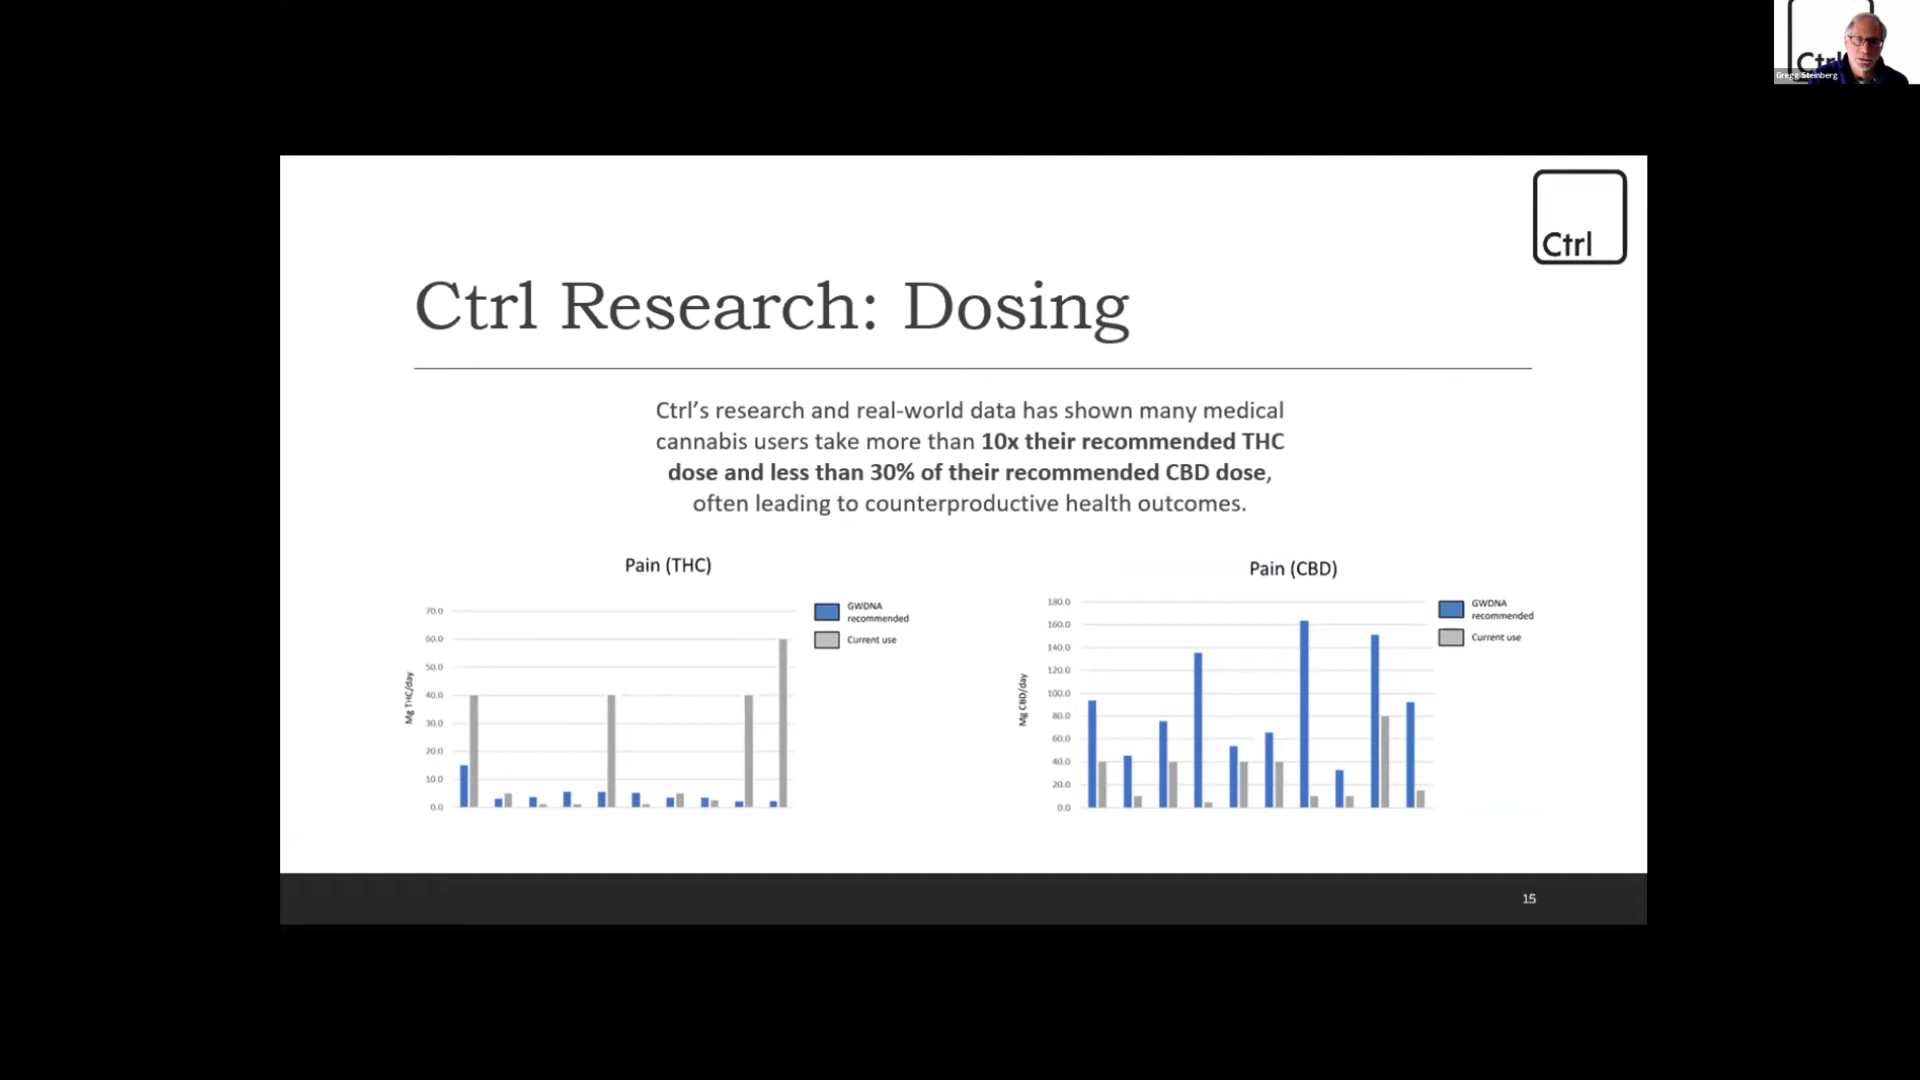 Ctrl
Gregg Steinberg
Ctrl
Ctrl Research: Dosing
Ctrl’s research and real-world data has shown many medical
cannabis users take more than 10x their recommended THC
dose and less than 30% of their recommended CBD dose,
often leading to counterproductive health outcomes.
Pain (THC)
GWDNA
recommended
Current use
Mg THC/day
70.0
60.0
50.0
40.0
30.0
20.0
10.0
0.0
Pain (CBD)
GWDNA
recommended
Current use
Mg CBD/day
180.0
160.0
140.0
120.0
100.0
80.0
60.0
40.0
20.0
0.0
15